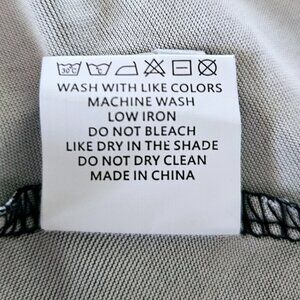 30°C
WASH WITH LIKE COLORS
MACHINE WASH
LOW IRON
DO NOT BLEACH
LIKE DRY IN THE SHADE
DO NOT DRY CLEAN
MADE IN CHINA